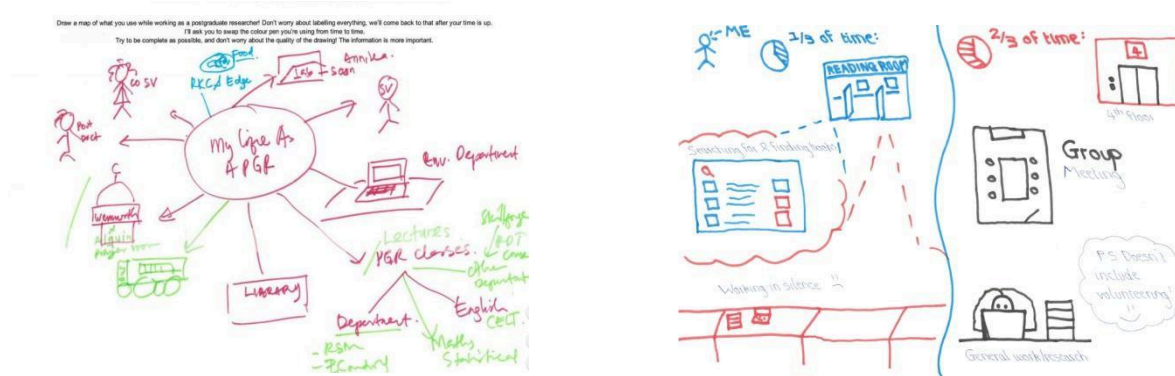 Draw a map of what you use while working as a postgraduate researcher! Don't worry about labelling everything, we'll come back to that after your time is up.
I'll ask you to swap the colour pen you're using from time to time.
Try to be complete as possible, and don't worry about the quality of the drawing! The information is more important.
Food
Edge
Annika
Co SV
SV
Post
My Life As
A PGR
Env. Department
Wentworth
prayer room
Lectures
PGR classes.
other
Department
LIBRARY
English
CELT.
Department.
Maths
Statistical
- RSM
ME
1/3 of time:
READING ROOM
Searching for & finding books
Working in silence
2/3 of time:
4
4th floor
Group
Meeting
P.S Doesn't
include
volunteering!
General work/research